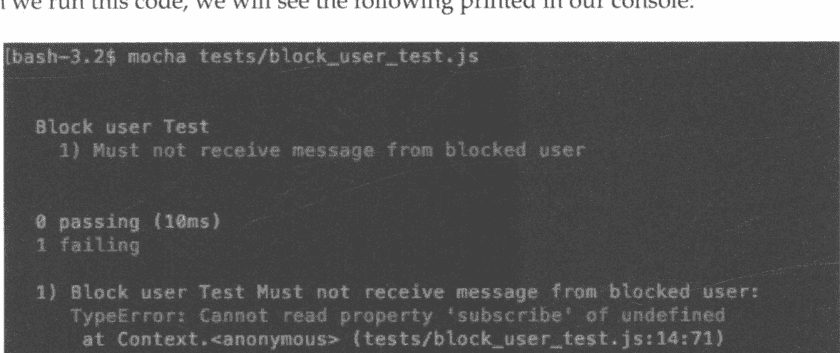 we run this code, we will see the following printed in our console:
[bash-3.2$ mocha tests/block_user_test.js
Block user Test
1) Must not receive message from blocked user
0 passing (10ms)
1 failing
1) Block user Test Must not receive message from blocked user:
TypeError: Cannot read property 'subscribe' of undefined
at Context.<anonymous> (tests/block_user_test.js:14:71)